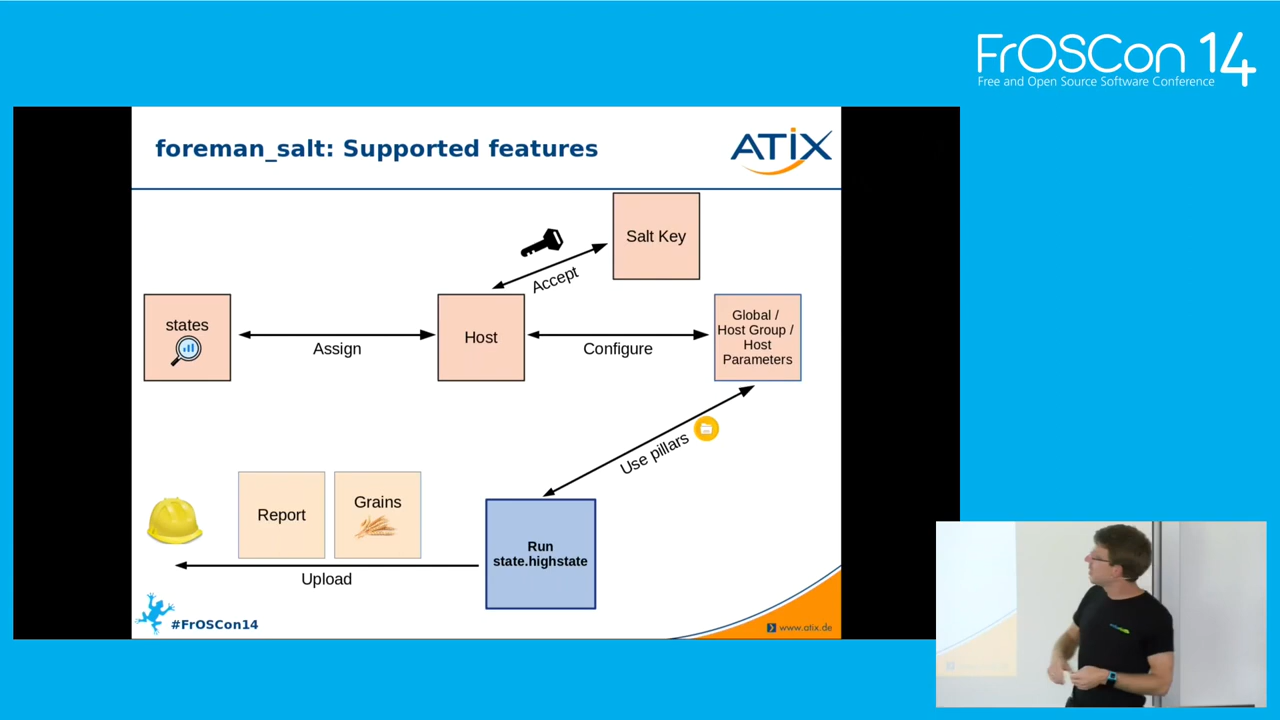 FrOSCon 14
Free and Open Source Software Conference
foreman_salt: Supported features
ATIX
Salt Key
Accept
states
Assign
Host
Configure
Global /
Host Group /
Host
Parameters
Use pillars
Report
Grains
Run
state.highstate
Upload
#FrOSCon14
www.atix.de